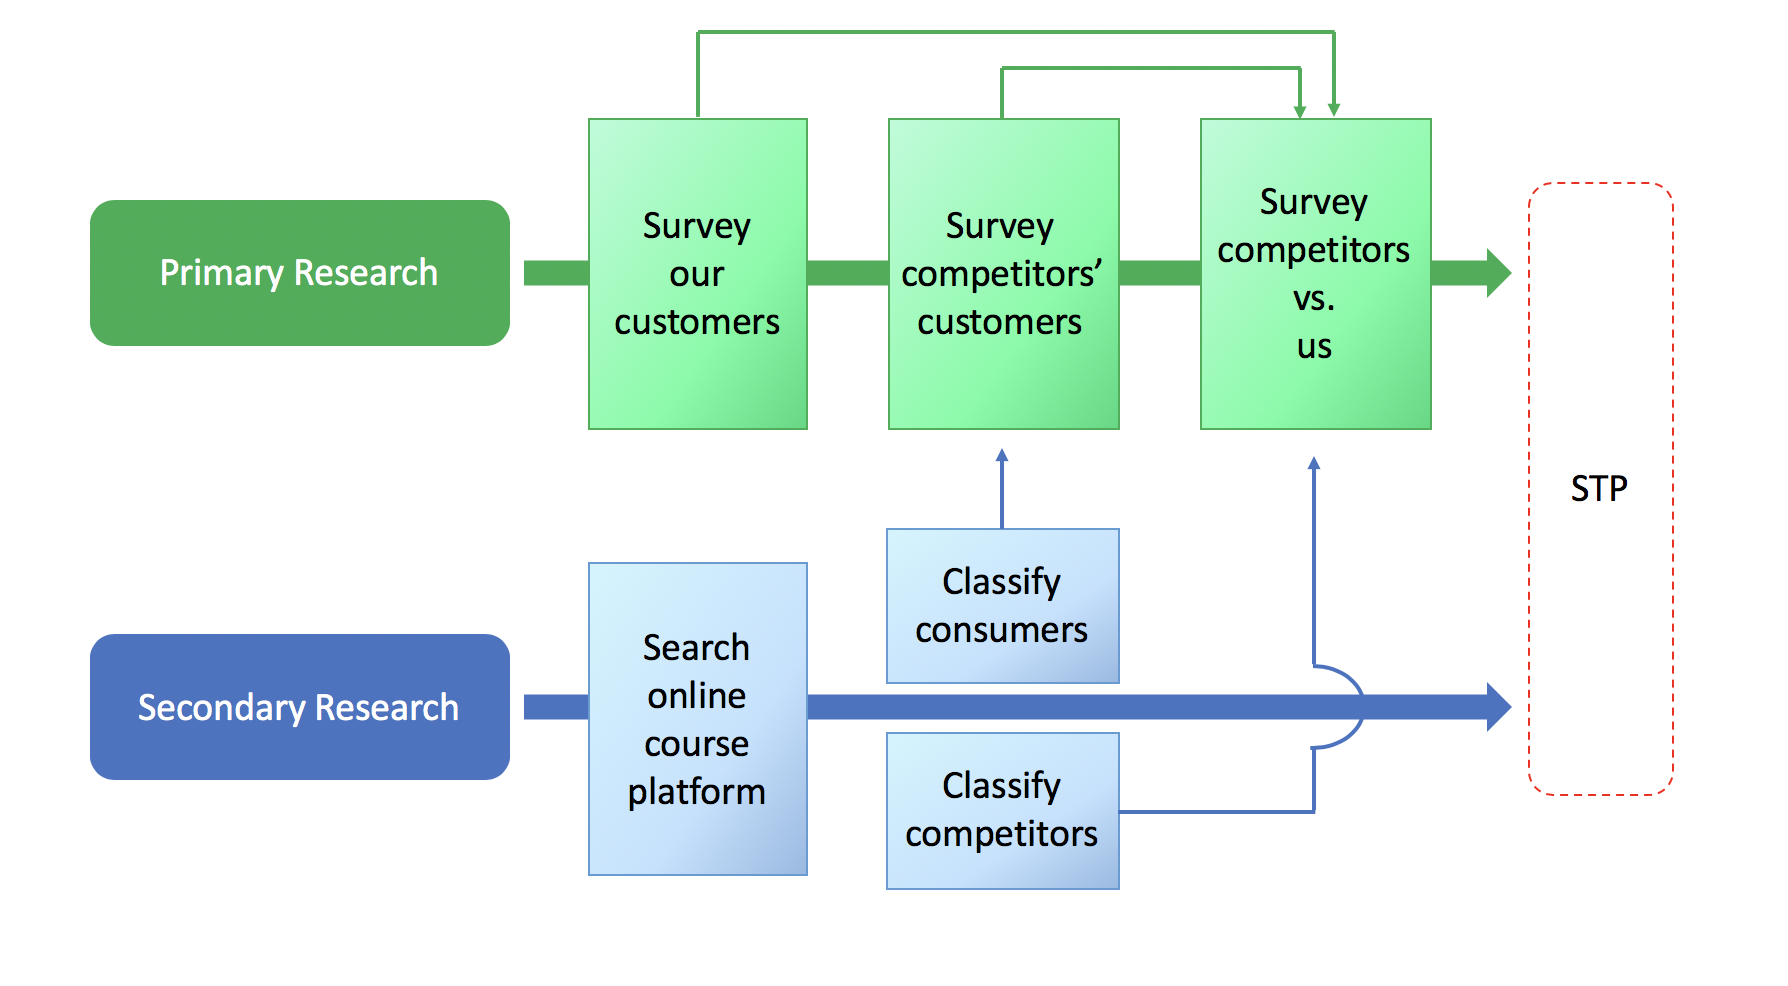 Primary Research
Survey
our
customers
Survey
competitors’
customers
Survey
competitors
vs.
us
STP
Secondary Research
Search
online
course
platform
Classify
consumers
Classify
competitors